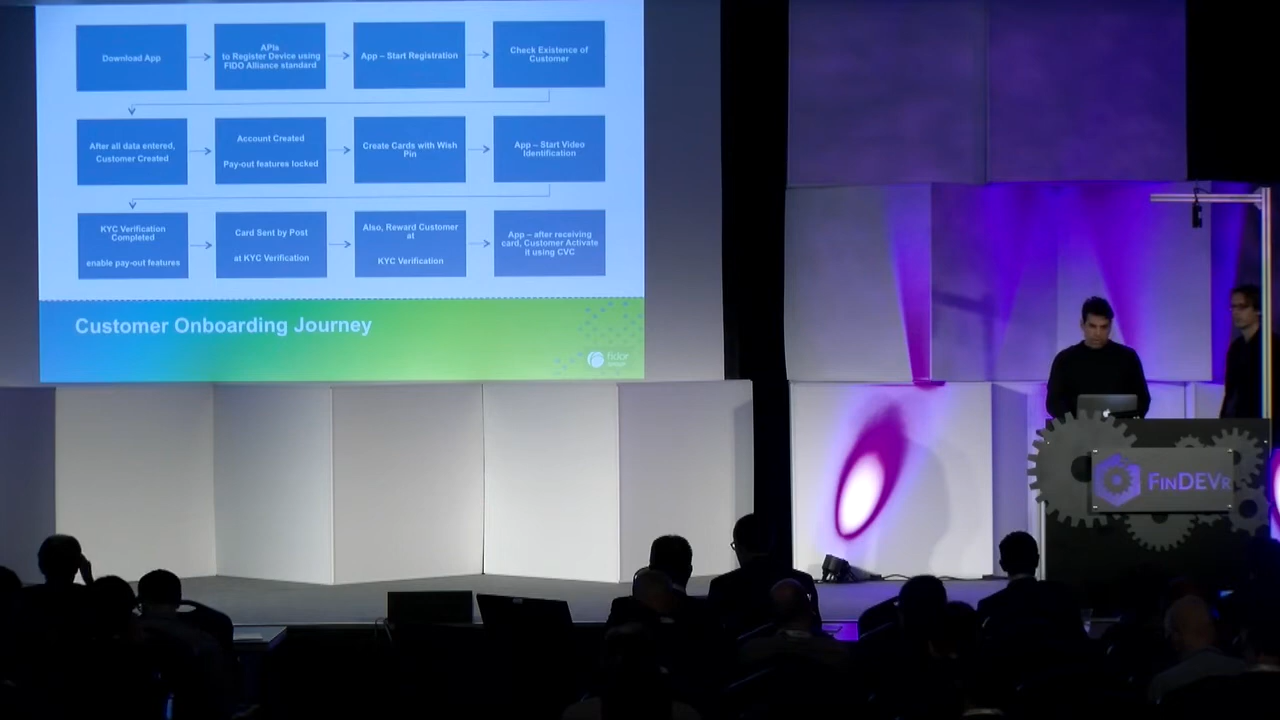 Download App
APIs
to Register Device using
FIDO Alliance standard
App – Start Registration
Check Existence of
Customer
After all data entered,
Customer Created
Account Created
Pay-out features locked
Create Cards with Wish
Pin
App – Start Video
Identification
KYC Verification
Completed
enable pay-out features
Card Sent by Post
at KYC Verification
Also, Reward Customer
at
KYC Verification
App – after receiving
card, Customer Activate
it using CVC
Customer Onboarding Journey
fidor
FINDEVR